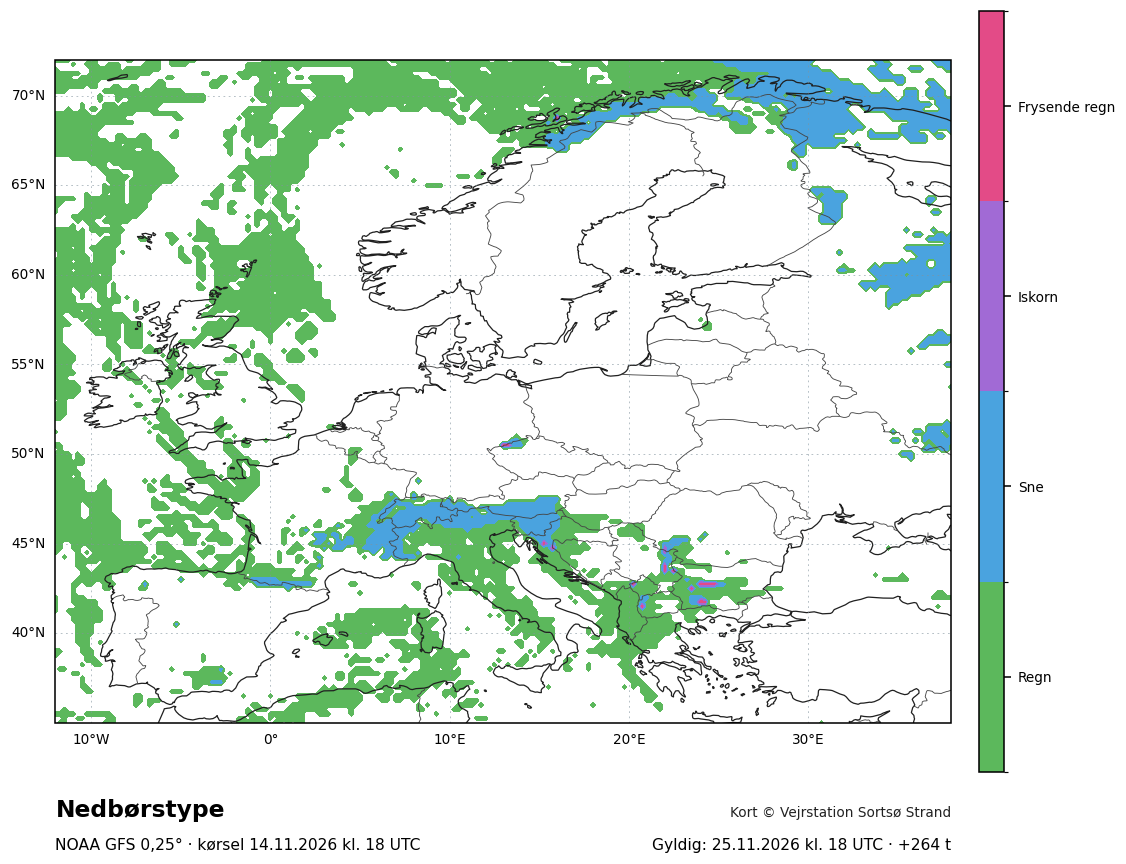 Frysende regn
Iskorn
Sne
Regn
70°N
65°N
60°N
55°N
50°N
45°N
40°N
10°W
0°
10°E
20°E
30°E
Nedbørstype
Kort © Vejrstation Sortsø Strand
NOAA GFS 0,25° · kørsel 14.11.2026 kl. 18 UTC
Gyldig: 25.11.2026 kl. 18 UTC · +264 t